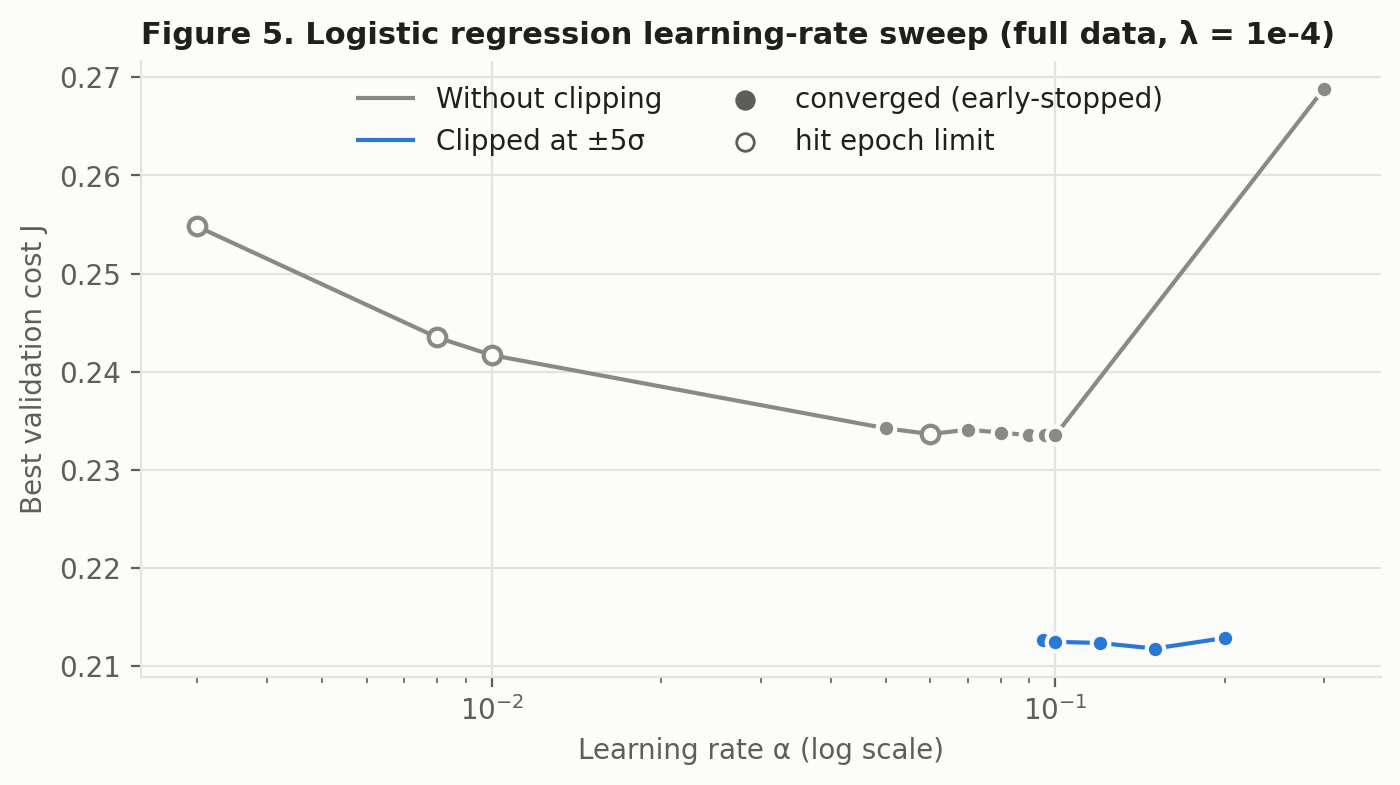 Figure 5. Logistic regression learning-rate sweep (full data, λ = 1e-4)
Without clipping
Clipped at ±5σ
converged (early-stopped)
hit epoch limit
Best validation cost J
0.27
0.26
0.25
0.24
0.23
0.22
0.21
10⁻²
10⁻¹
Learning rate α (log scale)